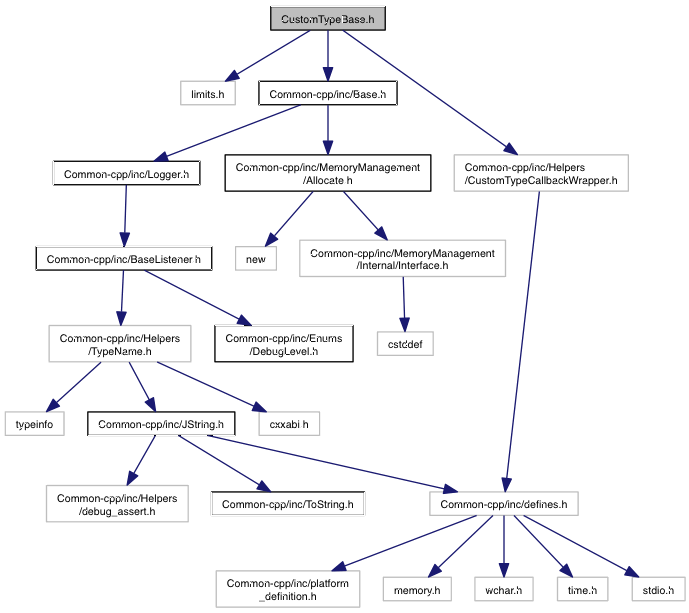 CustomTypeBase.h
limits.h
Common-cpp/inc/Base.h
Common-cpp/inc/Logger.h
Common-cpp/inc/MemoryManagement
/Allocate.h
Common-cpp/inc/Helpers
/CustomTypeCallbackWrapper.h
Common-cpp/inc/BaseListener.h
new
Common-cpp/inc/MemoryManagement
/Internal/Interface.h
Common-cpp/inc/Helpers
/TypeName.h
Common-cpp/inc/Enums
/DebugLevel.h
cstddef
typeinfo
Common-cpp/inc/JString.h
cxxabi.h
Common-cpp/inc/Helpers
/debug_assert.h
Common-cpp/inc/ToString.h
Common-cpp/inc/defines.h
Common-cpp/inc/platform
_definition.h
memory.h
wchar.h
time.h
stdio.h